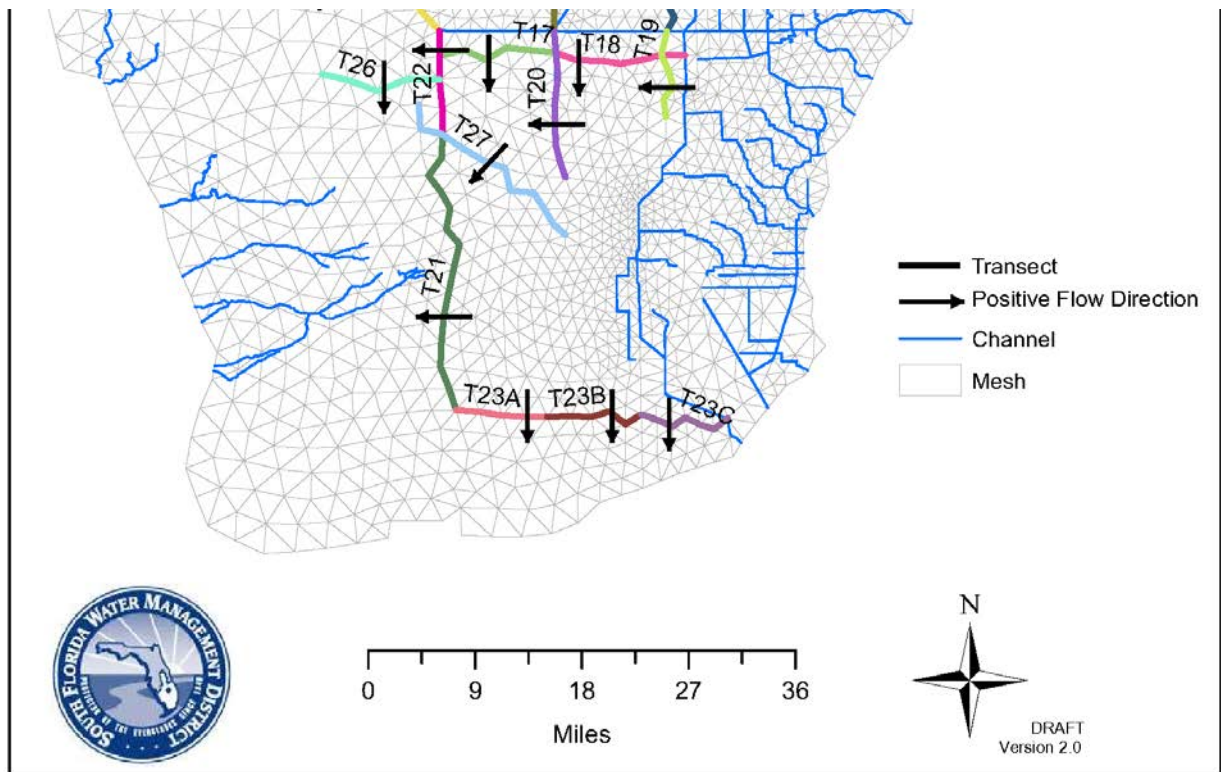 T17
T18
T19
T26
T22
T20
T27
T21
T23A
T23B
T23C
Transect
Positive Flow Direction
Channel
Mesh
SOUTH FLORIDA WATER MANAGEMENT DISTRICT
N
0 9 18 27 36
Miles
DRAFT
Version 2.0